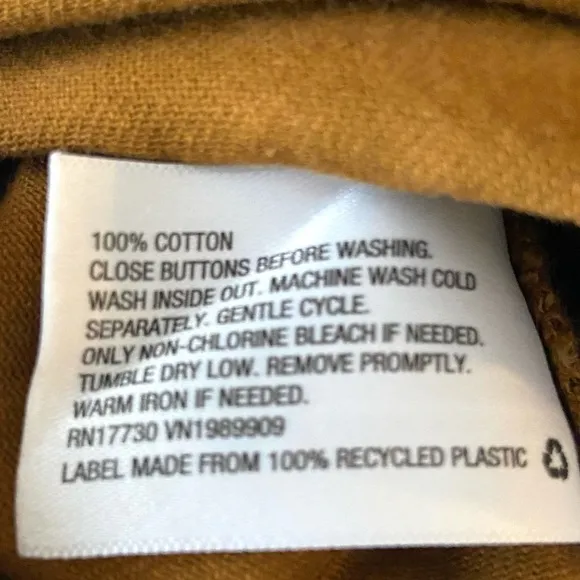 100% COTTON
CLOSE BUTTONS BEFORE WASHING.
WASH INSIDE OUT. MACHINE WASH COLD
SEPARATELY. GENTLE CYCLE.
ONLY NON-CHLORINE BLEACH IF NEEDED.
TUMBLE DRY LOW. REMOVE PROMPTLY.
WARM IRON IF NEEDED.
RN17730 VN1989909
LABEL MADE FROM 100% RECYCLED PLASTIC